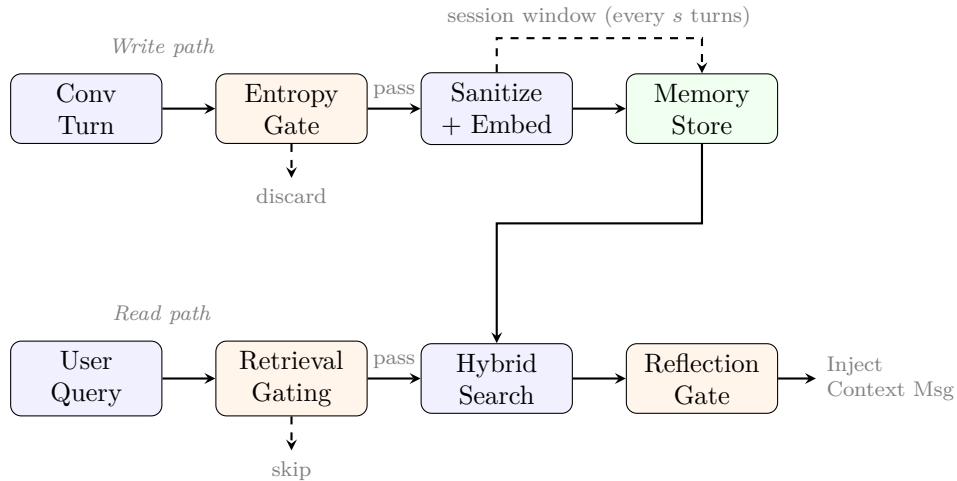 session window (every s turns)
Write path
Conv
Turn
Entropy
Gate
pass
Sanitize
+ Embed
Memory
Store
discard
Read path
User
Query
Retrieval
Gating
pass
Hybrid
Search
Reflection
Gate
Inject
Context Msg
skip